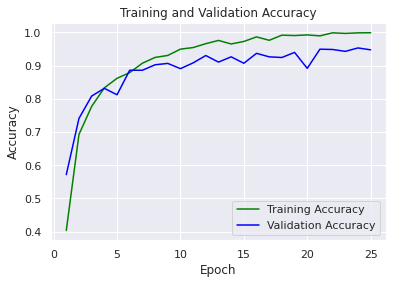 Training and Validation Accuracy
1.0
0.9
0.8
0.7
0.6
0.5
0.4
Accuracy
Training Accuracy
Validation Accuracy
0
5
10
15
20
25
Epoch